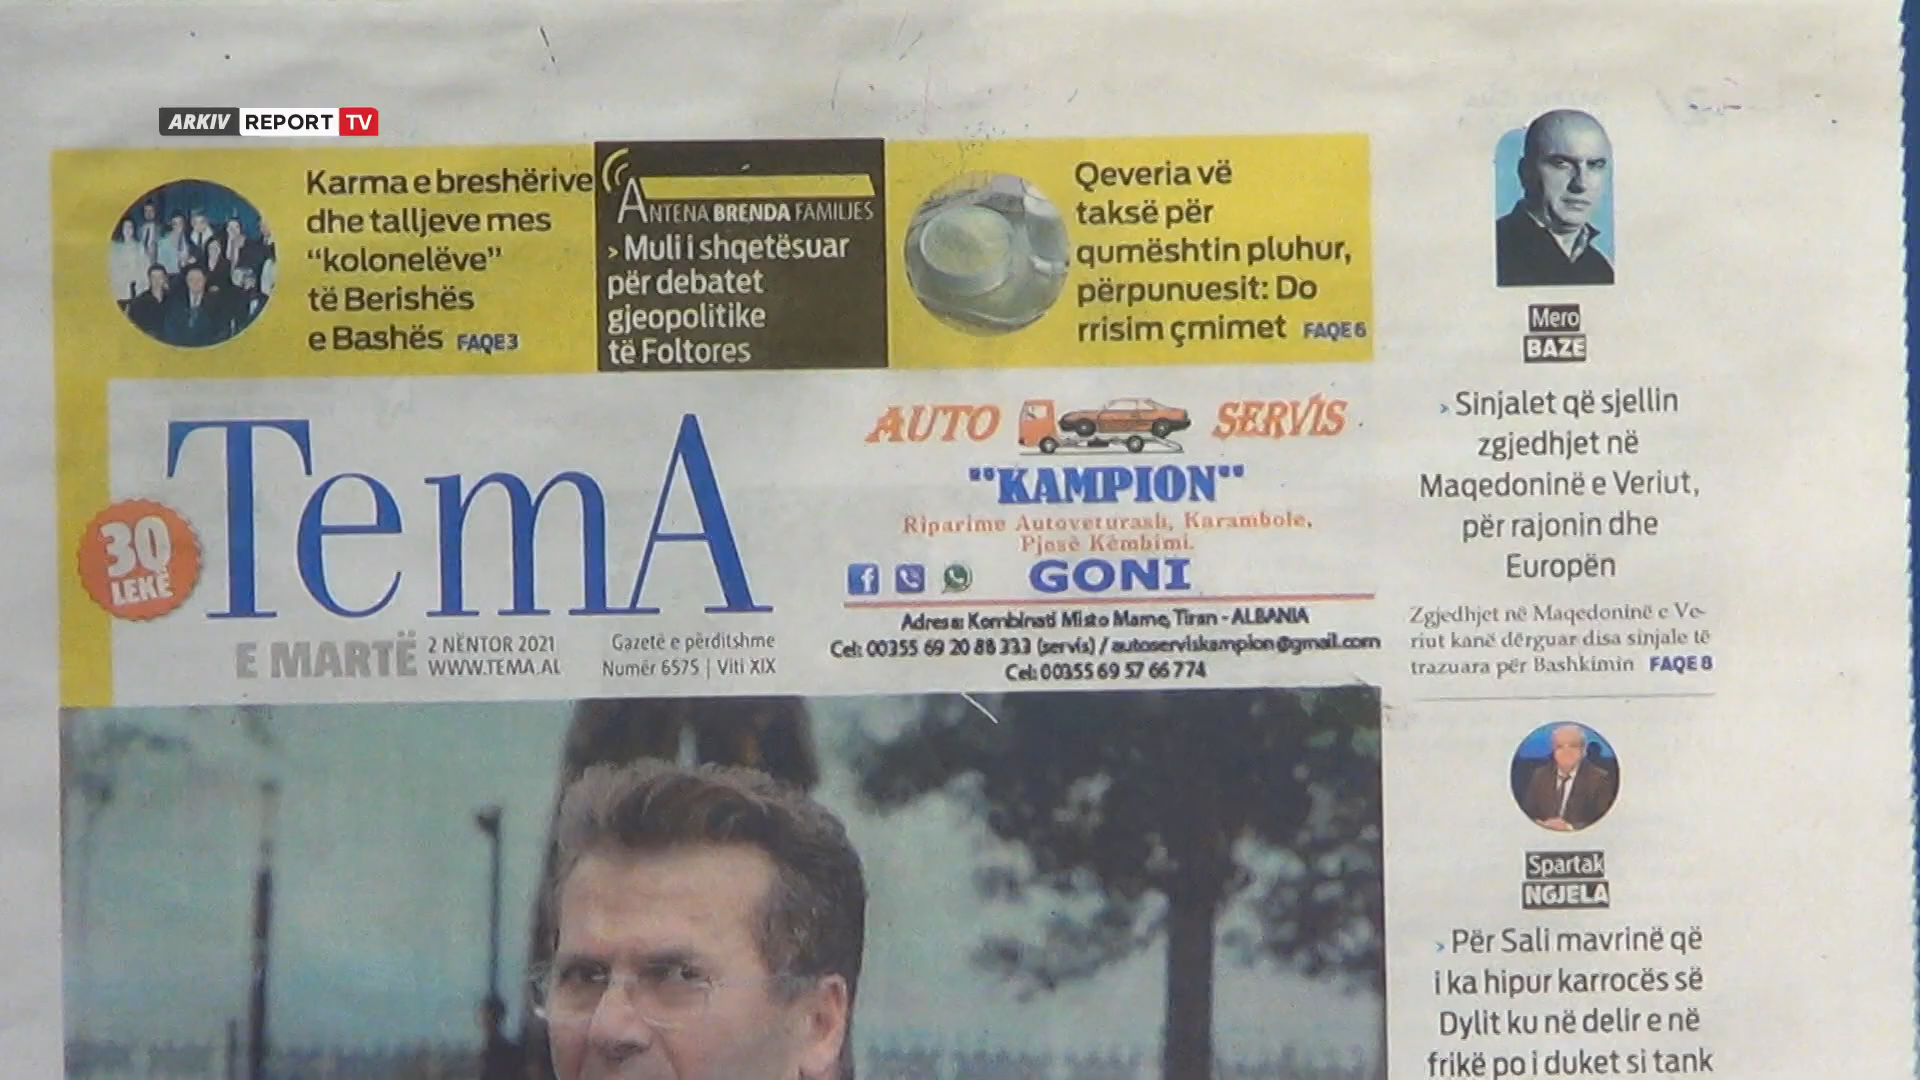 ARKIV REPORT TV
Karma e breshërive
dhe talljeve mes
“kolonelëve”
të Berishës
e Bashës FAQE 3
ANTENA BRENDA FAMILJES
› Muli i shqetësuar
për debatet
gjeopolitike
të Foltores
Qeveria vë
taksë për
qumështin pluhur,
përpunuesit: Do
rrisim çmimet FAQE 6
TemA
30
LEKË
E MARTË
2 NËNTOR 2021
WWW.TEMA.AL
Gazetë e përditshme
Numër 6575 | Viti XIX
AUTO SERVIS
"KAMPION"
Riparime Autoveturash, Karambole,
Pjesë Këmbimi.
GONI
Adresa: Kombinati Misto Mame, Tiran - ALBANIA
Cel: 00355 69 20 88 333 (servis) / autoserviskampion@gmail.com
Cel: 00355 69 57 66 774
Mero
BAZE
› Sinjalet që sjellin
zgjedhjet në
Maqedoninë e Veriut,
për rajonin dhe
Europën
Zgjedhjet në Maqedoninë e Ve-
riut kanë dërguar disa sinjale të
trazuara për Bashkimin FAQE 8
Spartak
NGJELA
› Për Sali mavrinë që
i ka hipur karrocës së
Dylit ku në delir e në
frikë po i duket si tank